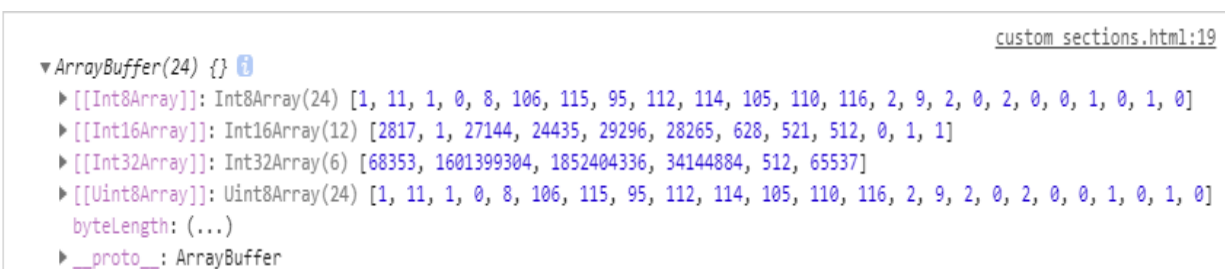 custom sections.html:19
▼ArrayBuffer(24) {} i
▶[[Int8Array]]: Int8Array(24) [1, 11, 1, 0, 8, 106, 115, 95, 112, 114, 105, 110, 116, 2, 9, 2, 0, 2, 0, 0, 1, 0, 1, 0]
▶[[Int16Array]]: Int16Array(12) [2817, 1, 27144, 24435, 29296, 28265, 628, 521, 512, 0, 1, 1]
▶[[Int32Array]]: Int32Array(6) [68353, 1601399304, 1852404336, 34144884, 512, 65537]
▶[[Uint8Array]]: Uint8Array(24) [1, 11, 1, 0, 8, 106, 115, 95, 112, 114, 105, 110, 116, 2, 9, 2, 0, 2, 0, 0, 1, 0, 1, 0]
byteLength: (...)
▶__proto__: ArrayBuffer